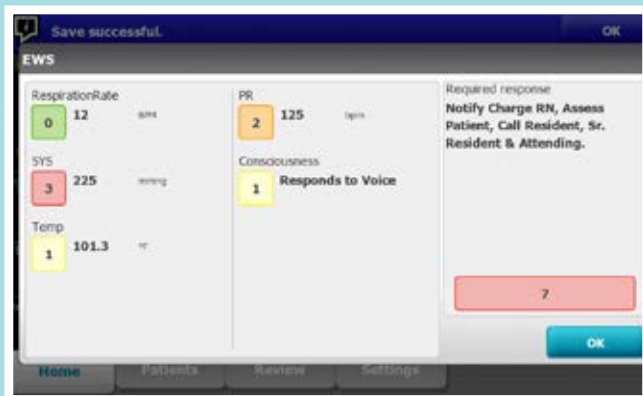 Save successful.
OK
EWS
RespirationRate
0 12
SYS
3 225 mmHg
Temp
1 101.3 °F
PR
2 125 bpm
Consciousness
1 Responds to Voice
Required response
Notify Charge RN, Assess
Patient, Call Resident, Sr.
Resident & Attending.
7
OK
Home Patients Review Settings